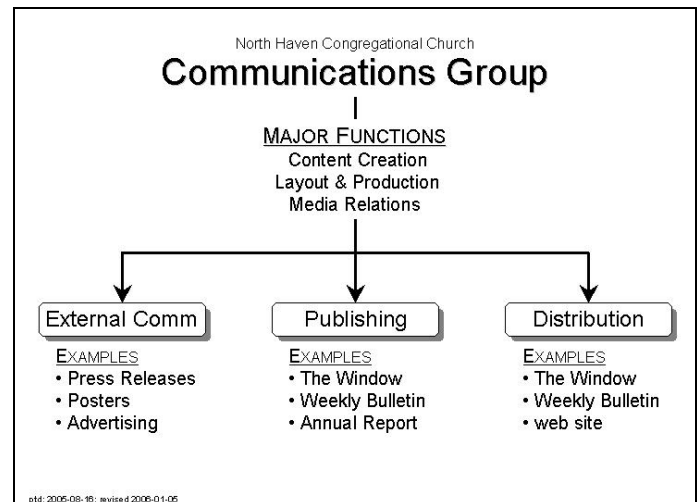 North Haven Congregational Church
Communications Group
MAJOR FUNCTIONS
Content Creation
Layout & Production
Media Relations
External Comm
EXAMPLES
• Press Releases
• Posters
• Advertising
Publishing
EXAMPLES
• The Window
• Weekly Bulletin
• Annual Report
Distribution
EXAMPLES
• The Window
• Weekly Bulletin
• web site
ptd: 2005-08-16; revised 2006-01-05